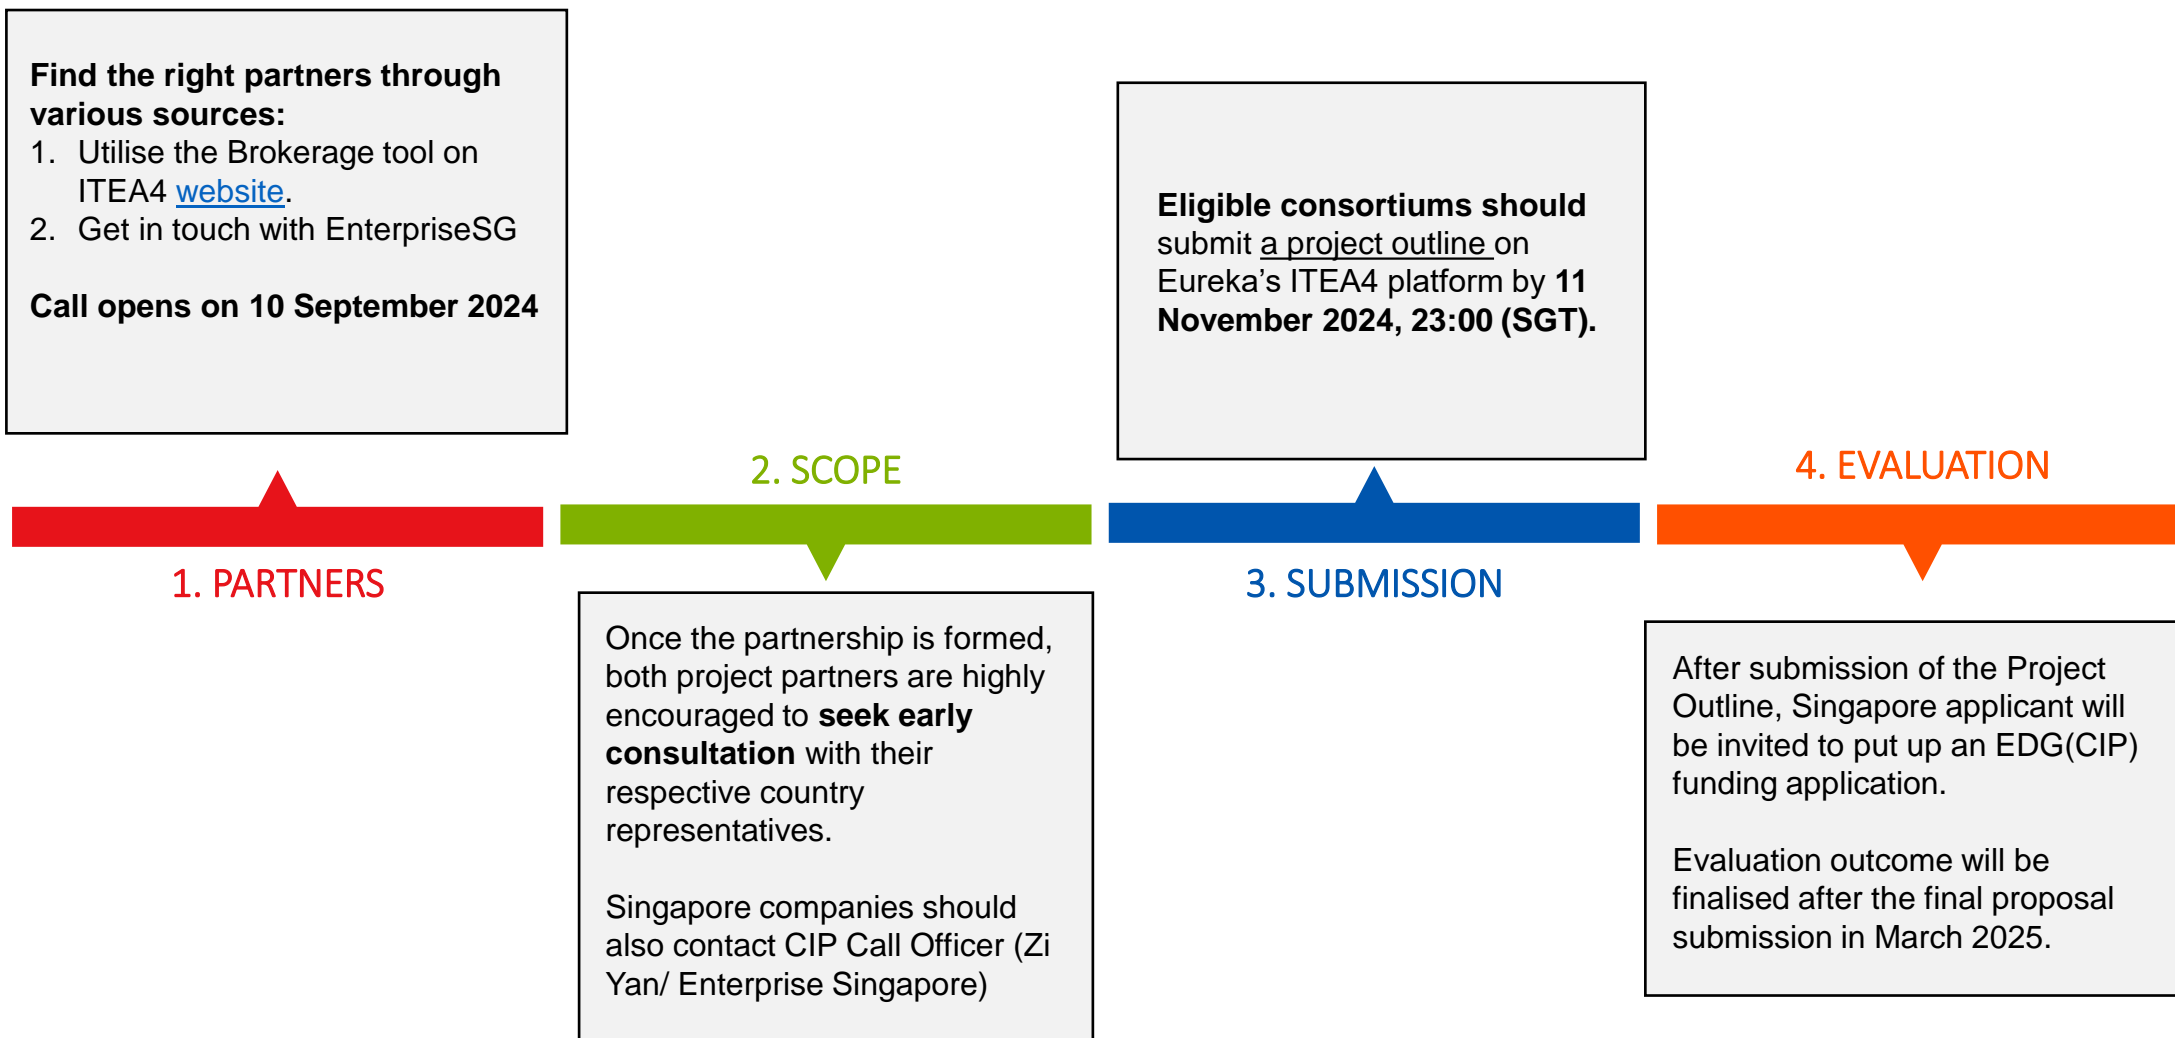 Find the right partners through
various sources:
1. Utilise the Brokerage tool on
ITEA4 website.
2. Get in touch with EnterpriseSG
Call opens on 10 September 2024
1. PARTNERS
2. SCOPE
Once the partnership is formed,
both project partners are highly
encouraged to seek early
consultation with their
respective country
representatives.
Singapore companies should
also contact CIP Call Officer (Zi
Yan/ Enterprise Singapore)
Eligible consortiums should
submit a project outline on
Eureka’s ITEA4 platform by 11
November 2024, 23:00 (SGT).
3. SUBMISSION
4. EVALUATION
After submission of the Project
Outline, Singapore applicant will
be invited to put up an EDG(CIP)
funding application.
Evaluation outcome will be
finalised after the final proposal
submission in March 2025.